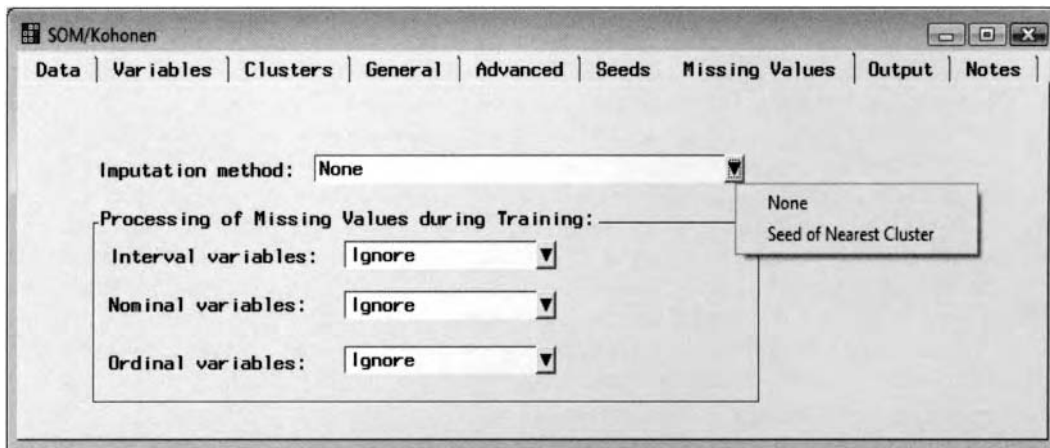 SOM/Kohonen
Data Variables Clusters General Advanced Seeds Missing Values Output Notes
Imputation method: None
None
Seed of Nearest Cluster
Processing of Missing Values during Training:
Interval variables: Ignore
Nominal variables: Ignore
Ordinal variables: Ignore